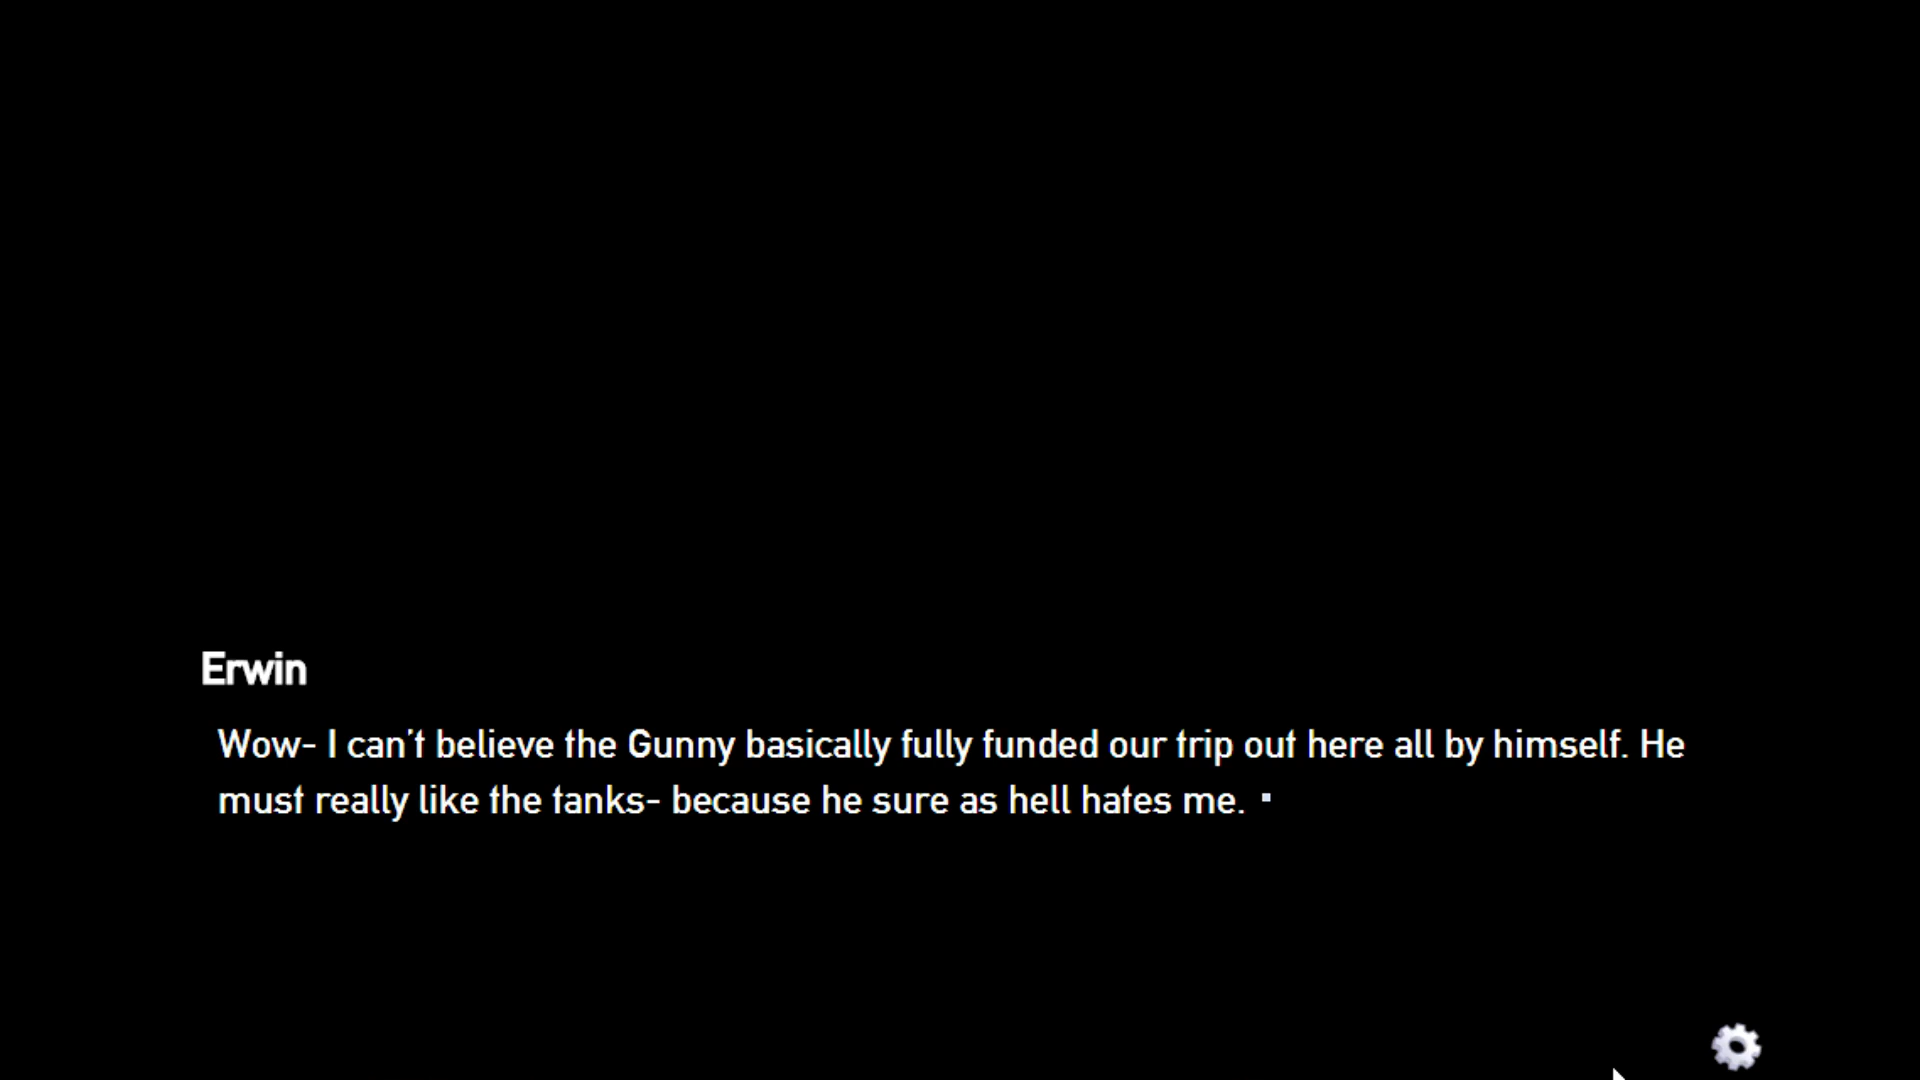 Erwin
Wow- I can't believe the Gunny basically fully funded our trip out here all by himself. He
must really like the tanks- because he sure as hell hates me.